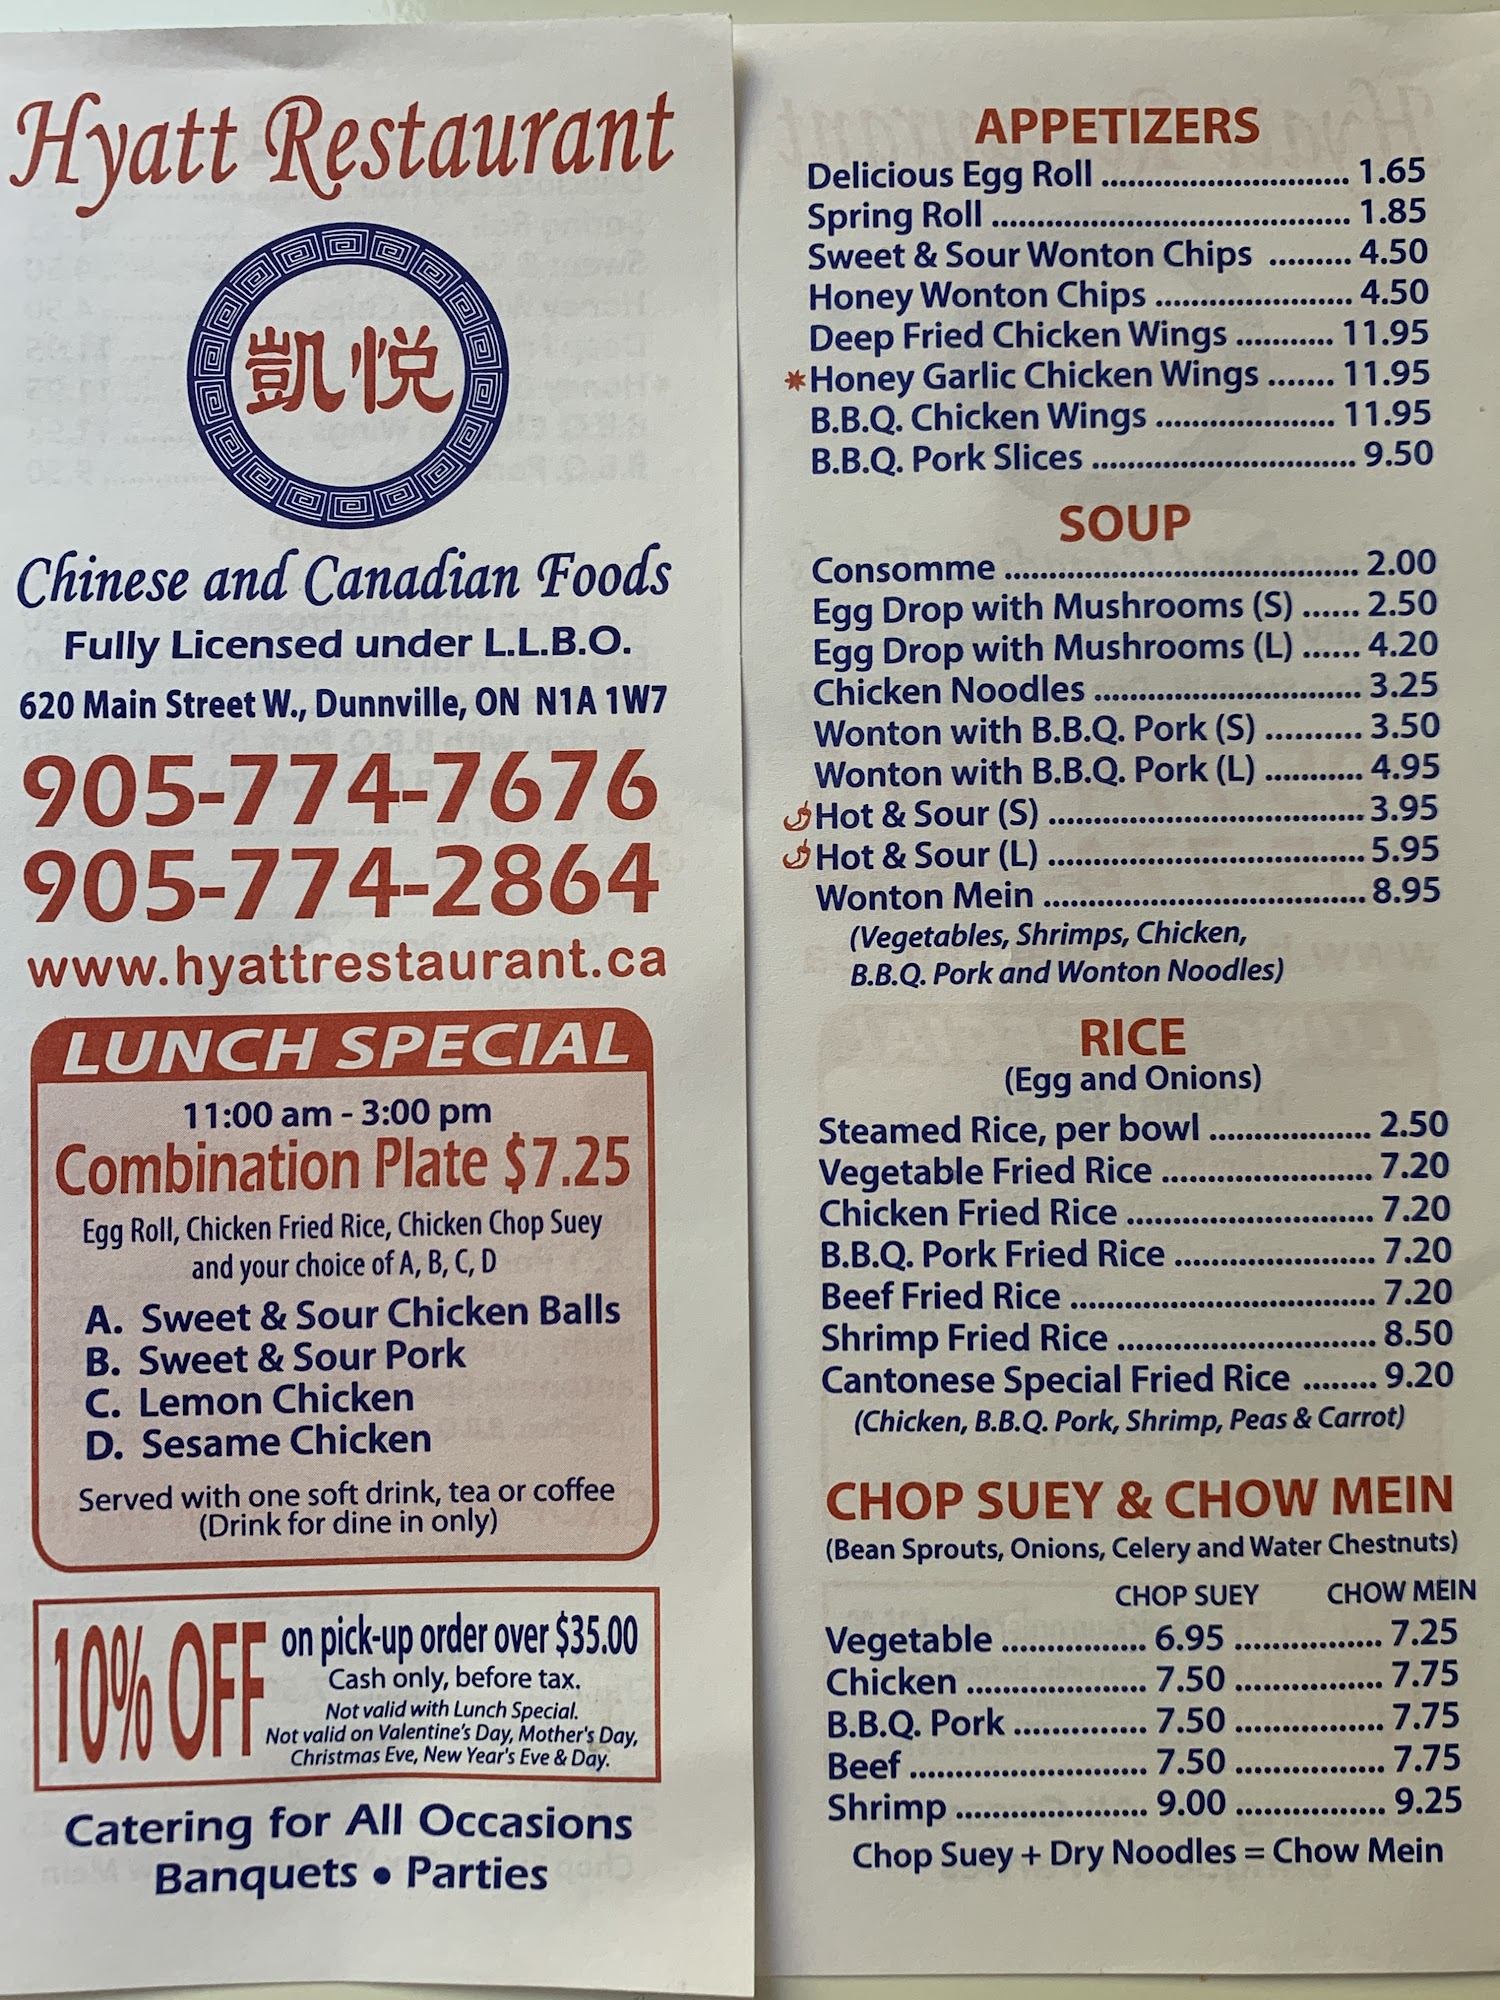 Hyatt Restaurant
凱悦
Chinese and Canadian Foods
Fully Licensed under L.L.B.O.
620 Main Street W., Dunnville, ON N1A 1W7
905-774-7676
905-774-2864
www.hyattrestaurant.ca
LUNCH SPECIAL
11:00 am - 3:00 pm
Combination Plate $7.25
Egg Roll, Chicken Fried Rice, Chicken Chop Suey
and your choice of A, B, C, D
A. Sweet & Sour Chicken Balls
B. Sweet & Sour Pork
C. Lemon Chicken
D. Sesame Chicken
Served with one soft drink, tea or coffee
(Drink for dine in only)
10% OFF on pick-up order over $35.00
Cash only, before tax.
Not valid with Lunch Special.
Not valid on Valentine's Day, Mother's Day,
Christmas Eve, New Year's Eve & Day.
Catering for All Occasions
Banquets • Parties
APPETIZERS
Delicious Egg Roll .............................. 1.65
Spring Roll ........................................... 1.85
Sweet & Sour Wonton Chips .......... 4.50
Honey Wonton Chips ........................ 4.50
Deep Fried Chicken Wings ............ 11.95
*Honey Garlic Chicken Wings ........ 11.95
B.B.Q. Chicken Wings ...................... 11.95
B.B.Q. Pork Slices ................................ 9.50
SOUP
Consomme ........................................... 2.00
Egg Drop with Mushrooms (S) ...... 2.50
Egg Drop with Mushrooms (L) ...... 4.20
Chicken Noodles ................................ 3.25
Wonton with B.B.Q. Pork (S) ........... 3.50
Wonton with B.B.Q. Pork (L) ............ 4.95
Hot & Sour (S) ...................................... 3.95
Hot & Sour (L) ...................................... 5.95
Wonton Mein ....................................... 8.95
(Vegetables, Shrimps, Chicken,
B.B.Q. Pork and Wonton Noodles)
RICE
(Egg and Onions)
Steamed Rice, per bowl ................... 2.50
Vegetable Fried Rice ......................... 7.20
Chicken Fried Rice .............................. 7.20
B.B.Q. Pork Fried Rice ........................ 7.20
Beef Fried Rice ..................................... 7.20
Shrimp Fried Rice ............................... 8.50
Cantonese Special Fried Rice ......... 9.20
(Chicken, B.B.Q. Pork, Shrimp, Peas & Carrot)
CHOP SUEY & CHOW MEIN
(Bean Sprouts, Onions, Celery and Water Chestnuts)
CHOP SUEY CHOW MEIN
Vegetable ................ 6.95 ................ 7.25
Chicken .................... 7.50 ................ 7.75
B.B.Q. Pork ............... 7.50 ................ 7.75
Beef .......................... 7.50 ................ 7.75
Shrimp ..................... 9.00 ................ 9.25
Chop Suey + Dry Noodles = Chow Mein